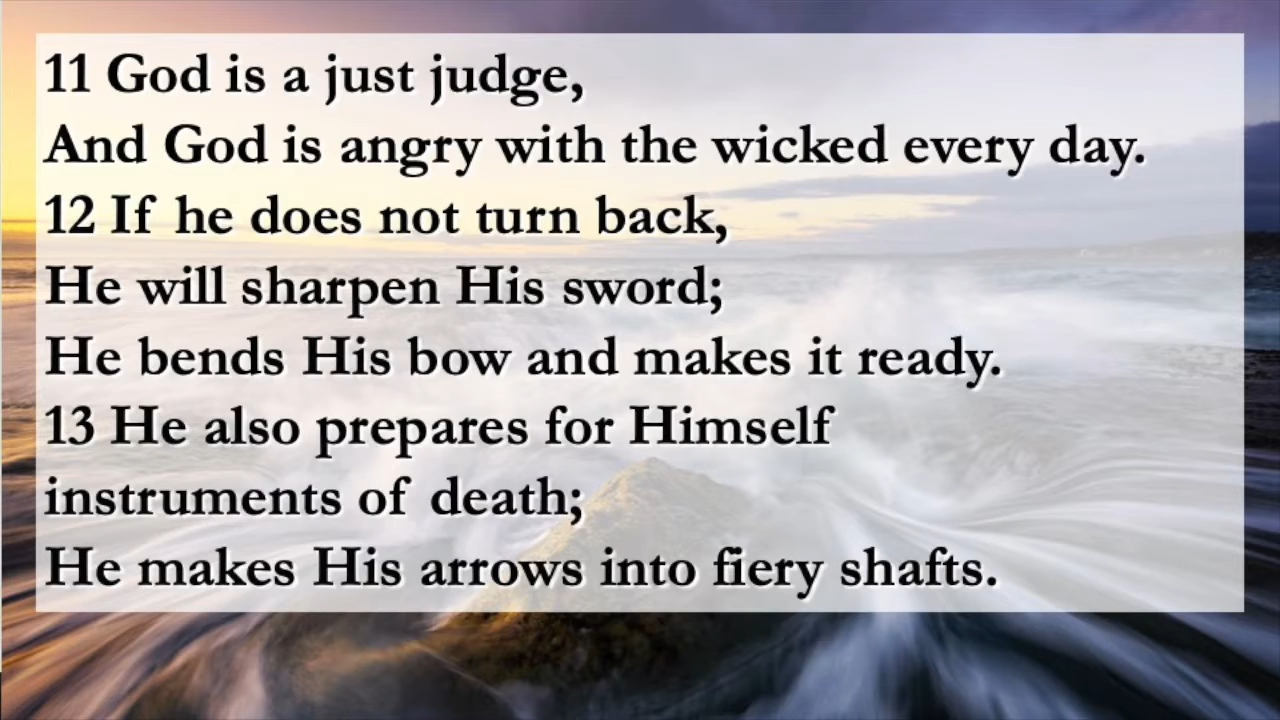 11 God is a just judge,
And God is angry with the wicked every day.
12 If he does not turn back,
He will sharpen His sword;
He bends His bow and makes it ready.
13 He also prepares for Himself
instruments of death;
He makes His arrows into fiery shafts.